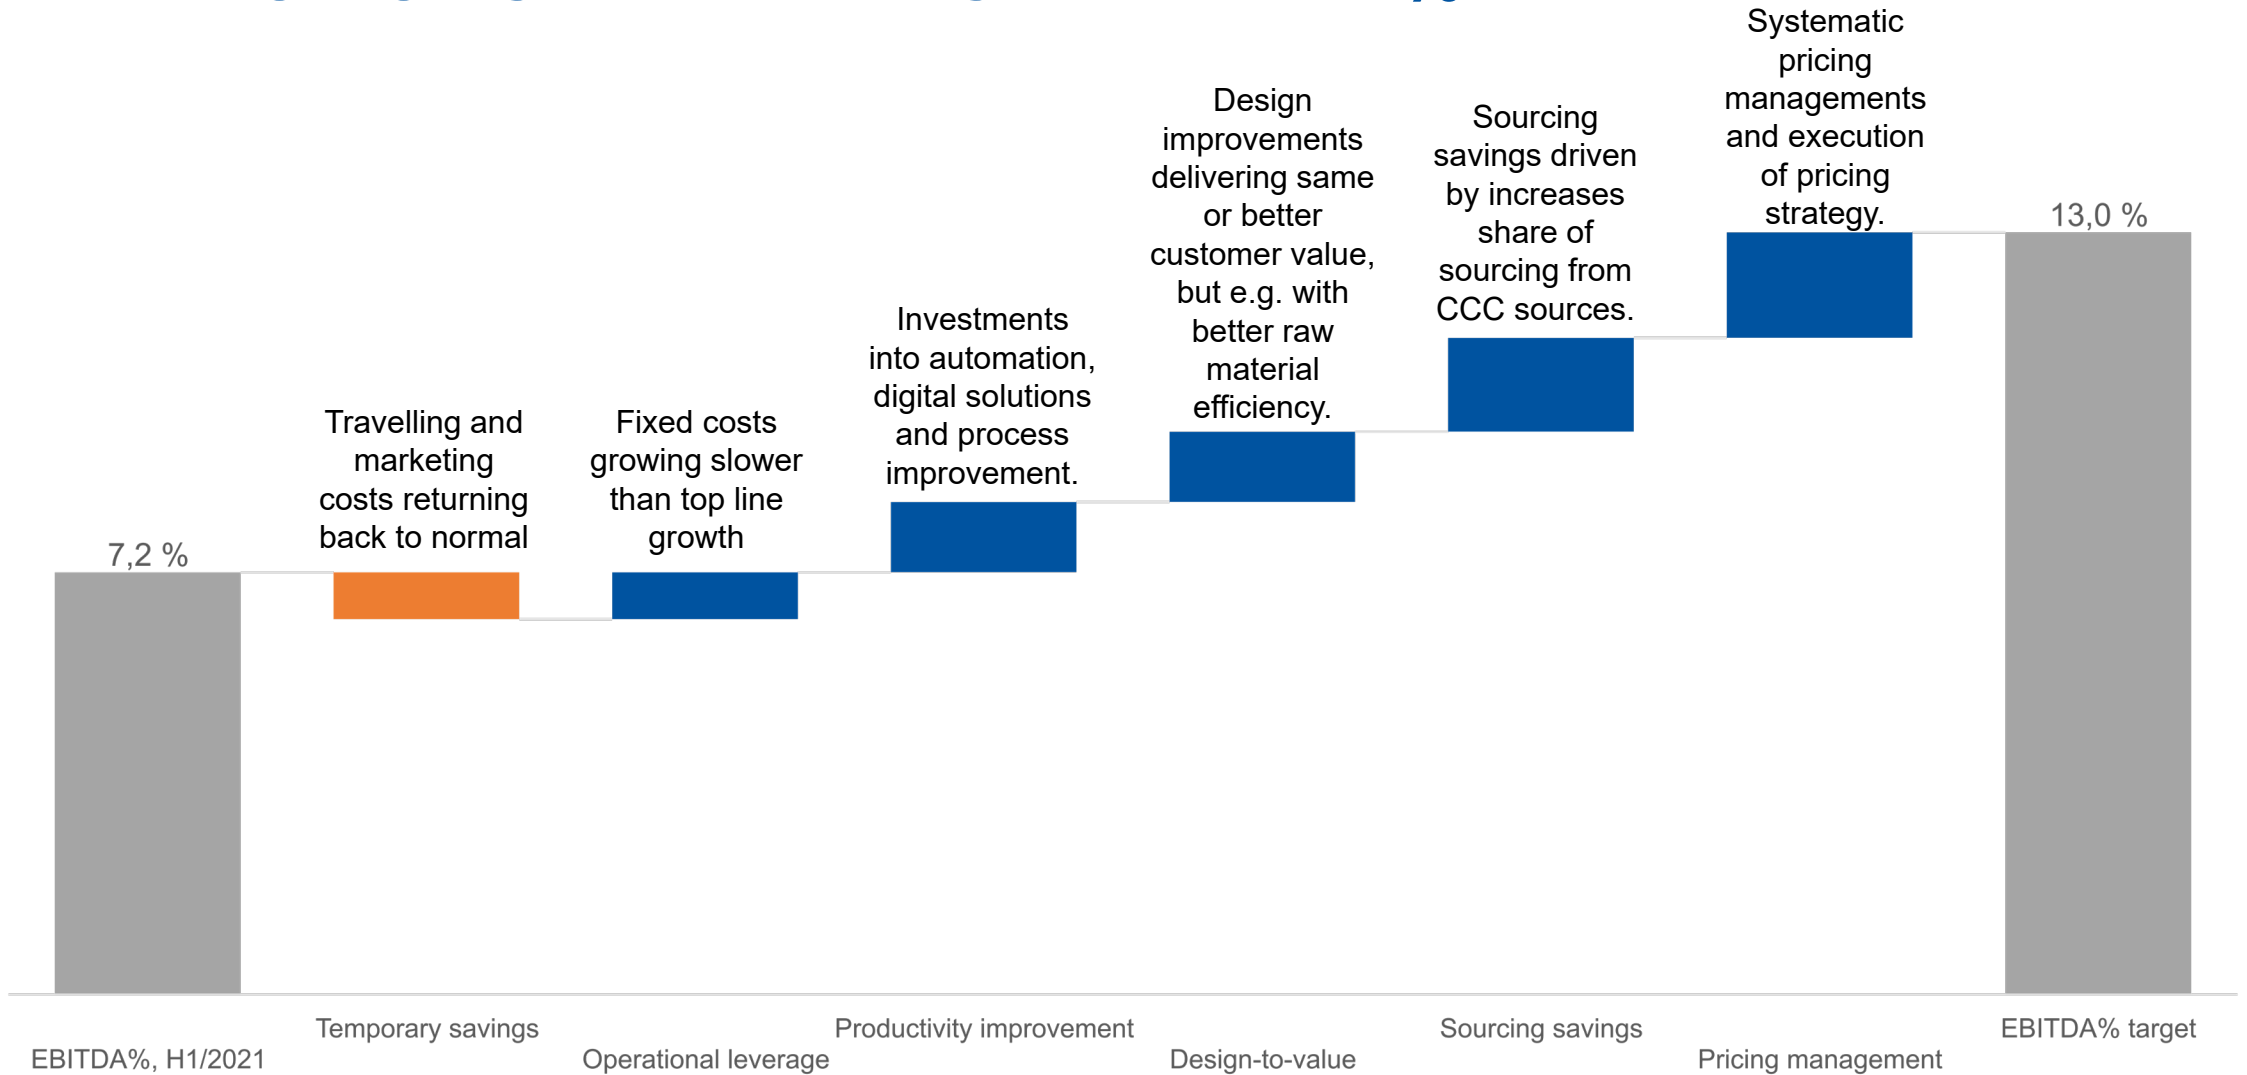 Systematic
pricing
managements
and execution
of pricing
strategy.
Design
improvements
delivering same
or better
customer value,
but e.g. with
better raw
material
efficiency.
Sourcing
savings driven
by increases
share of
sourcing from
CCC sources.
13,0 %
Investments
into automation,
digital solutions
and process
improvement.
Travelling and
marketing
costs returning
back to normal
Fixed costs
growing slower
than top line
growth
7,2 %
EBITDA%, H1/2021
Temporary savings
Operational leverage
Productivity improvement
Design-to-value
Sourcing savings
Pricing management
EBITDA% target